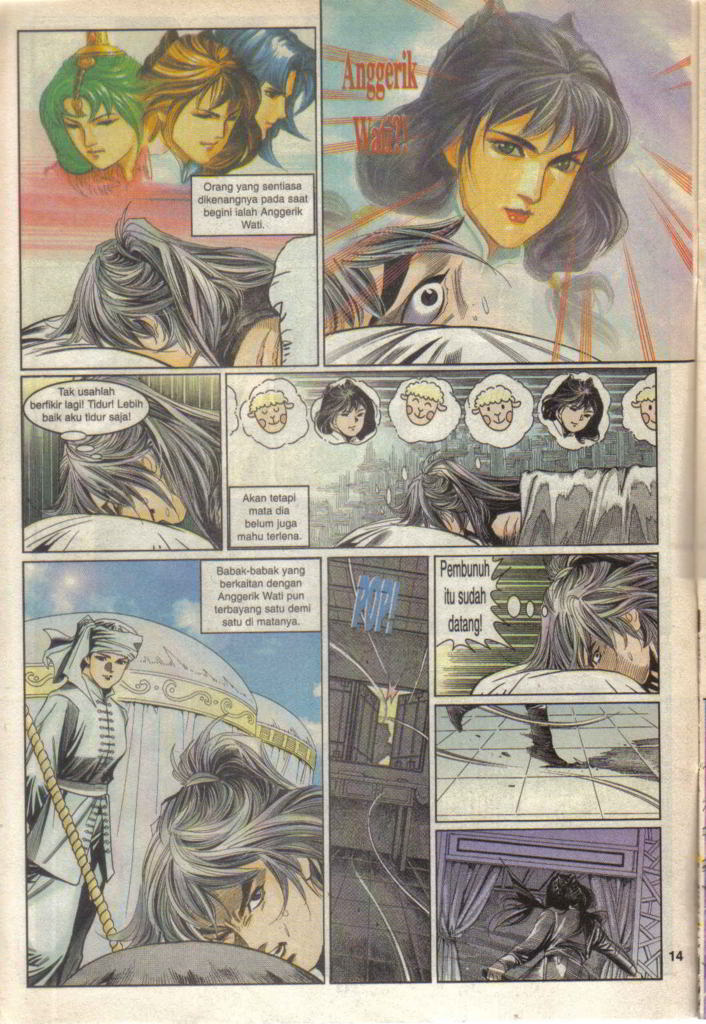 Orang yang sentiasa
dikenangnya pada saat
begini ialah Anggerik
Wati.
Anggerik
Wati?!
Tak usahlah
berfikir lagi! Tidur! Lebih
baik aku tidur saja!
Akan tetapi
mata dia
belum juga
mahu terlena.
Babak-babak yang
berkaitan dengan
Anggerik Wati pun
terbayang satu demi
satu di matanya.
POP!
Pembunuh
itu sudah
datang!
14